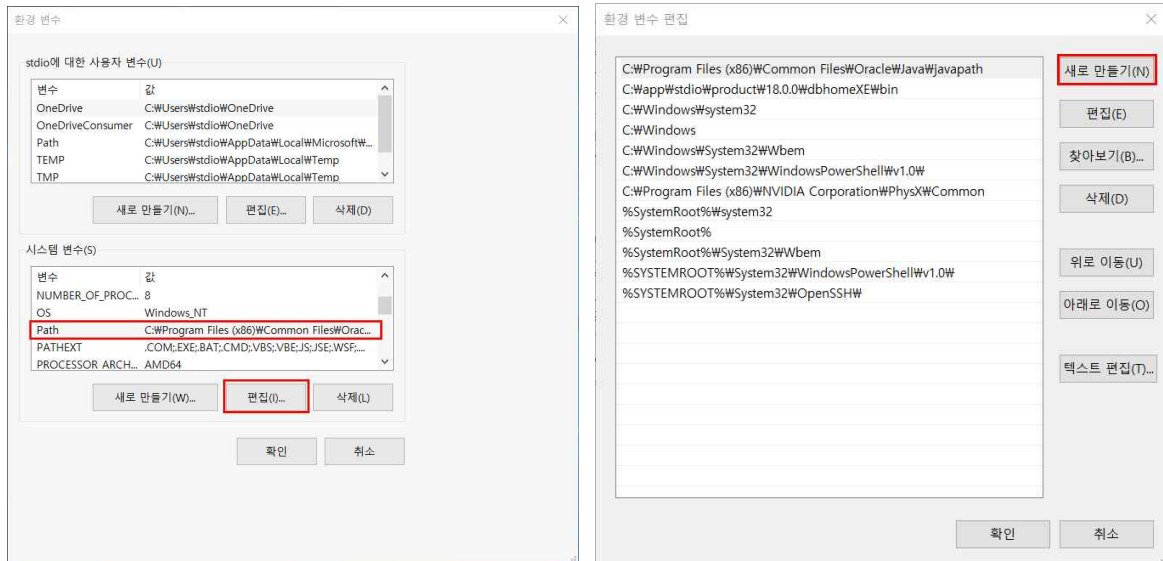 환경 변수
stdio에 대한 사용자 변수(U)
변수 값
OneDrive C:₩Users₩stdio₩OneDrive
OneDriveConsumer C:₩Users₩stdio₩OneDrive
Path C:₩Users₩stdio₩AppData₩Local₩Microsoft₩...
TEMP C:₩Users₩stdio₩AppData₩Local₩Temp
TMP C:₩Users₩stdio₩AppData₩Local₩Temp
새로 만들기(N)... 편집(E)... 삭제(D)
시스템 변수(S)
변수 값
NUMBER_OF_PROC... 8
OS Windows_NT
Path C:₩Program Files (x86)₩Common Files₩Orac...
PATHEXT .COM;.EXE;.BAT;.CMD;.VBS;.VBE;.JS;.JSE;.WSF;....
PROCESSOR ARCH... AMD64
새로 만들기(W)... 편집(I)... 삭제(L)
확인 취소
환경 변수 편집
C:₩Program Files (x86)₩Common Files₩Oracle₩Java₩javapath
C:₩app₩stdio₩product₩18.0.0₩dbhomeXE₩bin
C:₩Windows₩system32
C:₩Windows
C:₩Windows₩System32₩Wbem
C:₩Windows₩System32₩WindowsPowerShell₩v1.0₩
C:₩Program Files (x86)₩NVIDIA Corporation₩PhysX₩Common
%SystemRoot%₩system32
%SystemRoot%
%SystemRoot%₩System32₩Wbem
%SYSTEMROOT%₩System32₩WindowsPowerShell₩v1.0₩
%SYSTEMROOT%₩System32₩OpenSSH₩
새로 만들기(N)
편집(E)
찾아보기(B)...
삭제(D)
위로 이동(U)
아래로 이동(O)
텍스트 편집(T)...
확인 취소